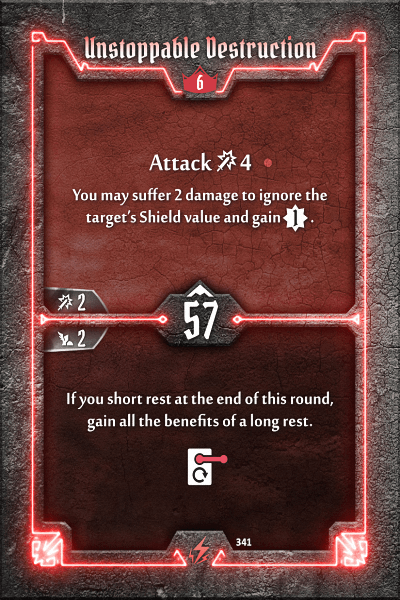 Unstoppable Destruction
6
Attack 4
You may suffer 2 damage to ignore the
target's Shield value and gain 1 .
2
57
2
If you short rest at the end of this round,
gain all the benefits of a long rest.
341